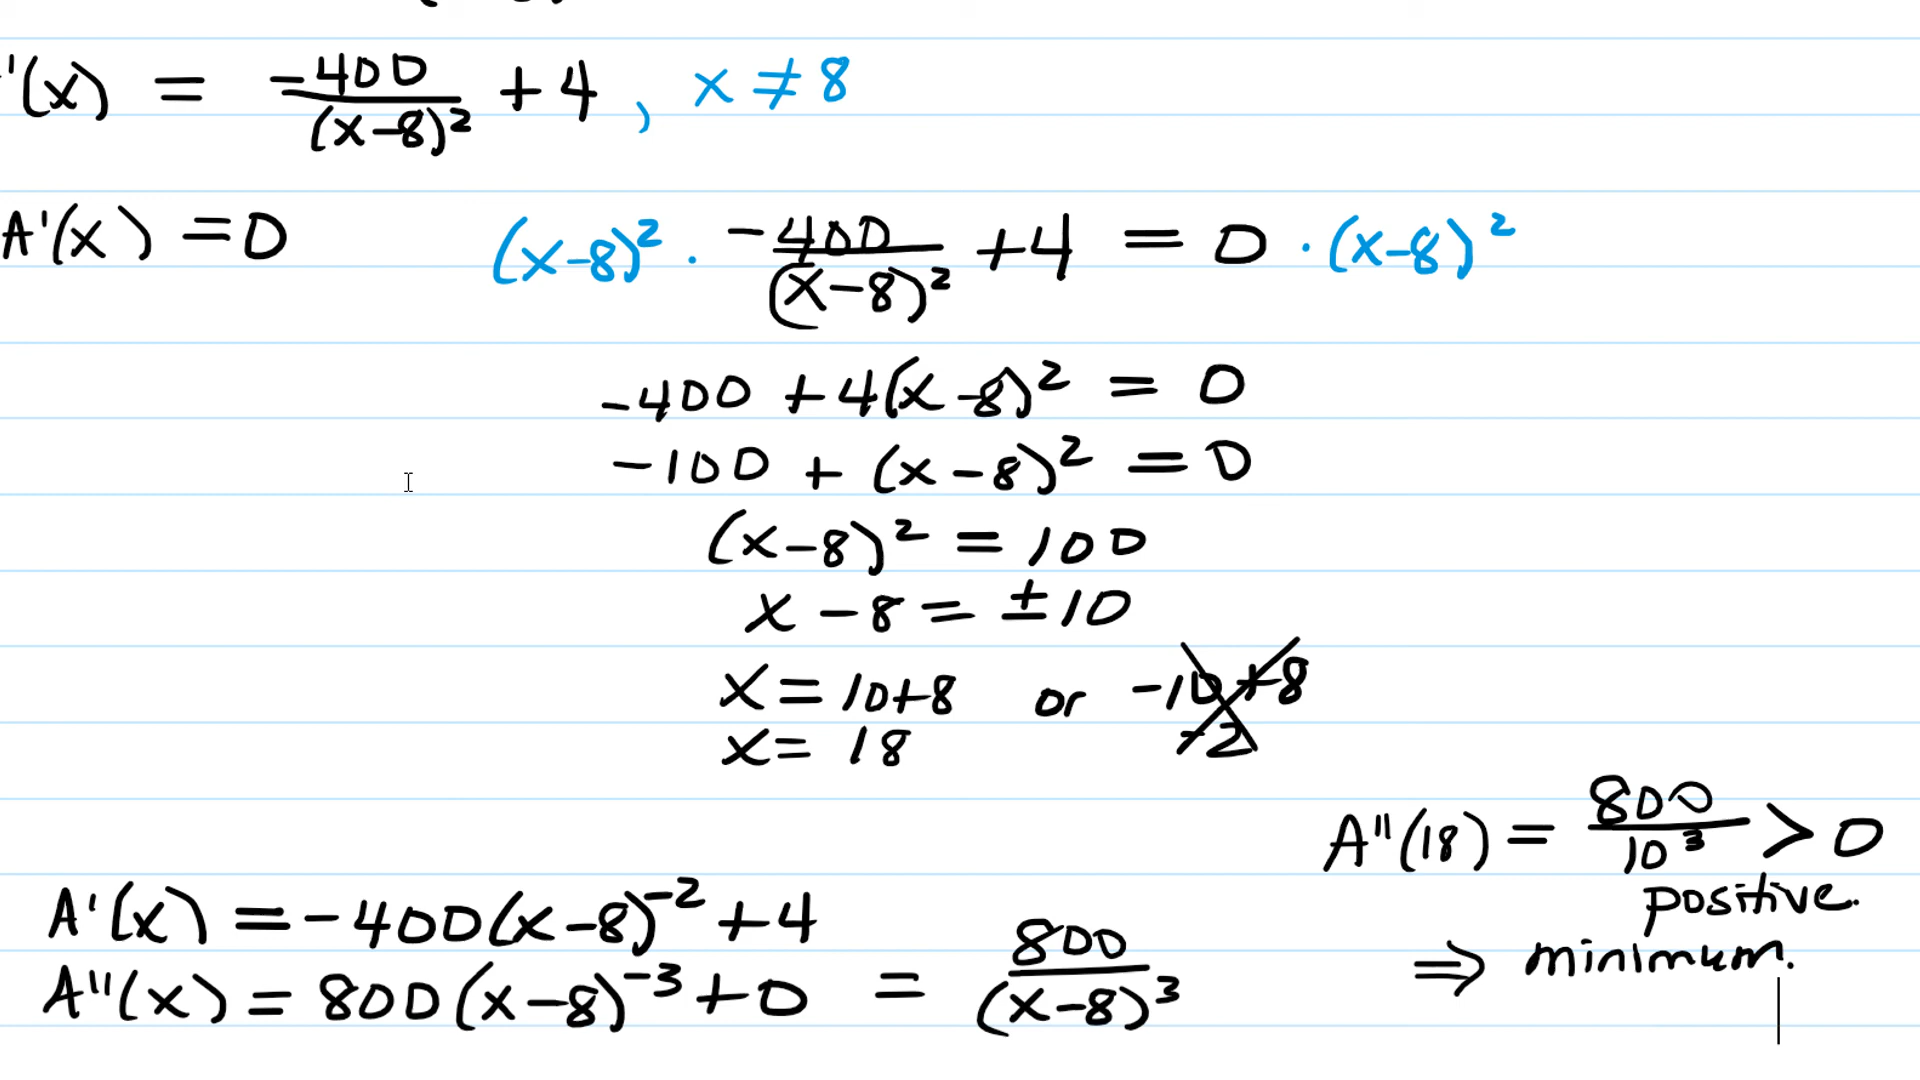 '(x) = -400/(x-8)² + 4, x ≠ 8
A'(x) = 0 (x-8)² · -400/(x-8)² + 4 = 0 · (x-8)²
-400 + 4(x-8)² = 0
-100 + (x-8)² = 0
(x-8)² = 100
x - 8 = ±10
x = 10+8 or -10+8
x = 18 -2
A''(18) = 800/10³ > 0
positive.
⇒ minimum.
A'(x) = -400(x-8)⁻² + 4
A''(x) = 800(x-8)⁻³ + 0 = 800/(x-8)³